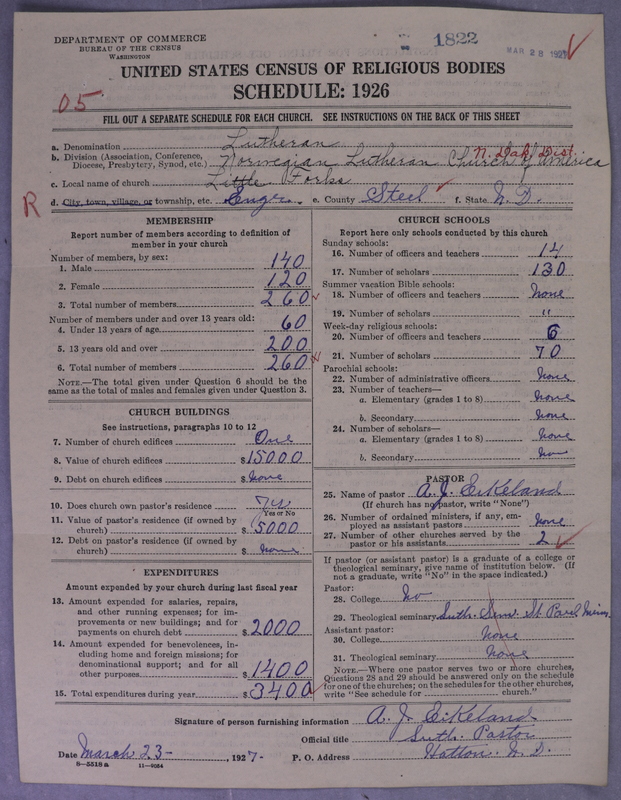 DEPARTMENT OF COMMERCE
BUREAU OF THE CENSUS
WASHINGTON
1822
MAR 28 1927
UNITED STATES CENSUS OF RELIGIOUS BODIES
SCHEDULE: 1926
05
FILL OUT A SEPARATE SCHEDULE FOR EACH CHURCH. SEE INSTRUCTIONS ON THE BACK OF THIS SHEET
a. Denomination Lutheran
b. Division (Association, Conference, Diocese, Presbytery, Synod, etc.) Norwegian Lutheran Church of America N. Dak. Dist.
c. Local name of church Little Forks
R
d. City, town, village, or township, etc. e. County Steel f. State N. D.
MEMBERSHIP
Report number of members according to definition of
member in your church
Number of members, by sex:
1. Male 140
2. Female 120
3. Total number of members 260
Number of members under and over 13 years old:
4. Under 13 years of age 60
5. 13 years old and over 200
6. Total number of members 260
NOTE.—The total given under Question 6 should be the
same as the total of males and females given under Question 3.
CHURCH BUILDINGS
See instructions, paragraphs 10 to 12
7. Number of church edifices One
8. Value of church edifices $15000
9. Debt on church edifices $None
10. Does church own pastor's residence Yes
Yes or No
11. Value of pastor's residence (if owned by
church) $5000
12. Debt on pastor's residence (if owned by
church) $none
EXPENDITURES
Amount expended by your church during last fiscal year
13. Amount expended for salaries, repairs,
and other running expenses; for im-
provements or new buildings; and for
payments on church debt $2000
14. Amount expended for benevolences, in-
cluding home and foreign missions; for
denominational support; and for all
other purposes $1400
15. Total expenditures during year $3400
CHURCH SCHOOLS
Report here only schools conducted by this church
Sunday schools:
16. Number of officers and teachers 14
17. Number of scholars 130
Summer vacation Bible schools:
18. Number of officers and teachers None
19. Number of scholars "
Week-day religious schools:
20. Number of officers and teachers 6
21. Number of scholars 70
Parochial schools:
22. Number of administrative officers None
23. Number of teachers—
a. Elementary (grades 1 to 8) None
b. Secondary None
24. Number of scholars—
a. Elementary (grades 1 to 8) None
b. Secondary
PASTOR
25. Name of pastor A. J. Eikeland
(If church has no pastor, write "None")
26. Number of ordained ministers, if any, em-
ployed as assistant pastors None
27. Number of other churches served by the
pastor or his assistants 2
If pastor (or assistant pastor) is a graduate of a college or
theological seminary, give name of institution below. (If
not a graduate, write "No" in the space indicated.)
Pastor:
28. College No
29. Theological seminary Luth. Sem. St. Paul Minn.
Assistant pastor:
30. College None
31. Theological seminary None
NOTE.—Where one pastor serves two or more churches,
Questions 28 and 29 should be answered only on the schedule
for one of the churches; on the schedules for the other churches,
write "See schedule for church."
Signature of person furnishing information A. J. Eikeland
Official title Luth. Pastor
Date March 23- , 1927- P. O. Address Hatton. N. D.
8-5518 a 11-9354